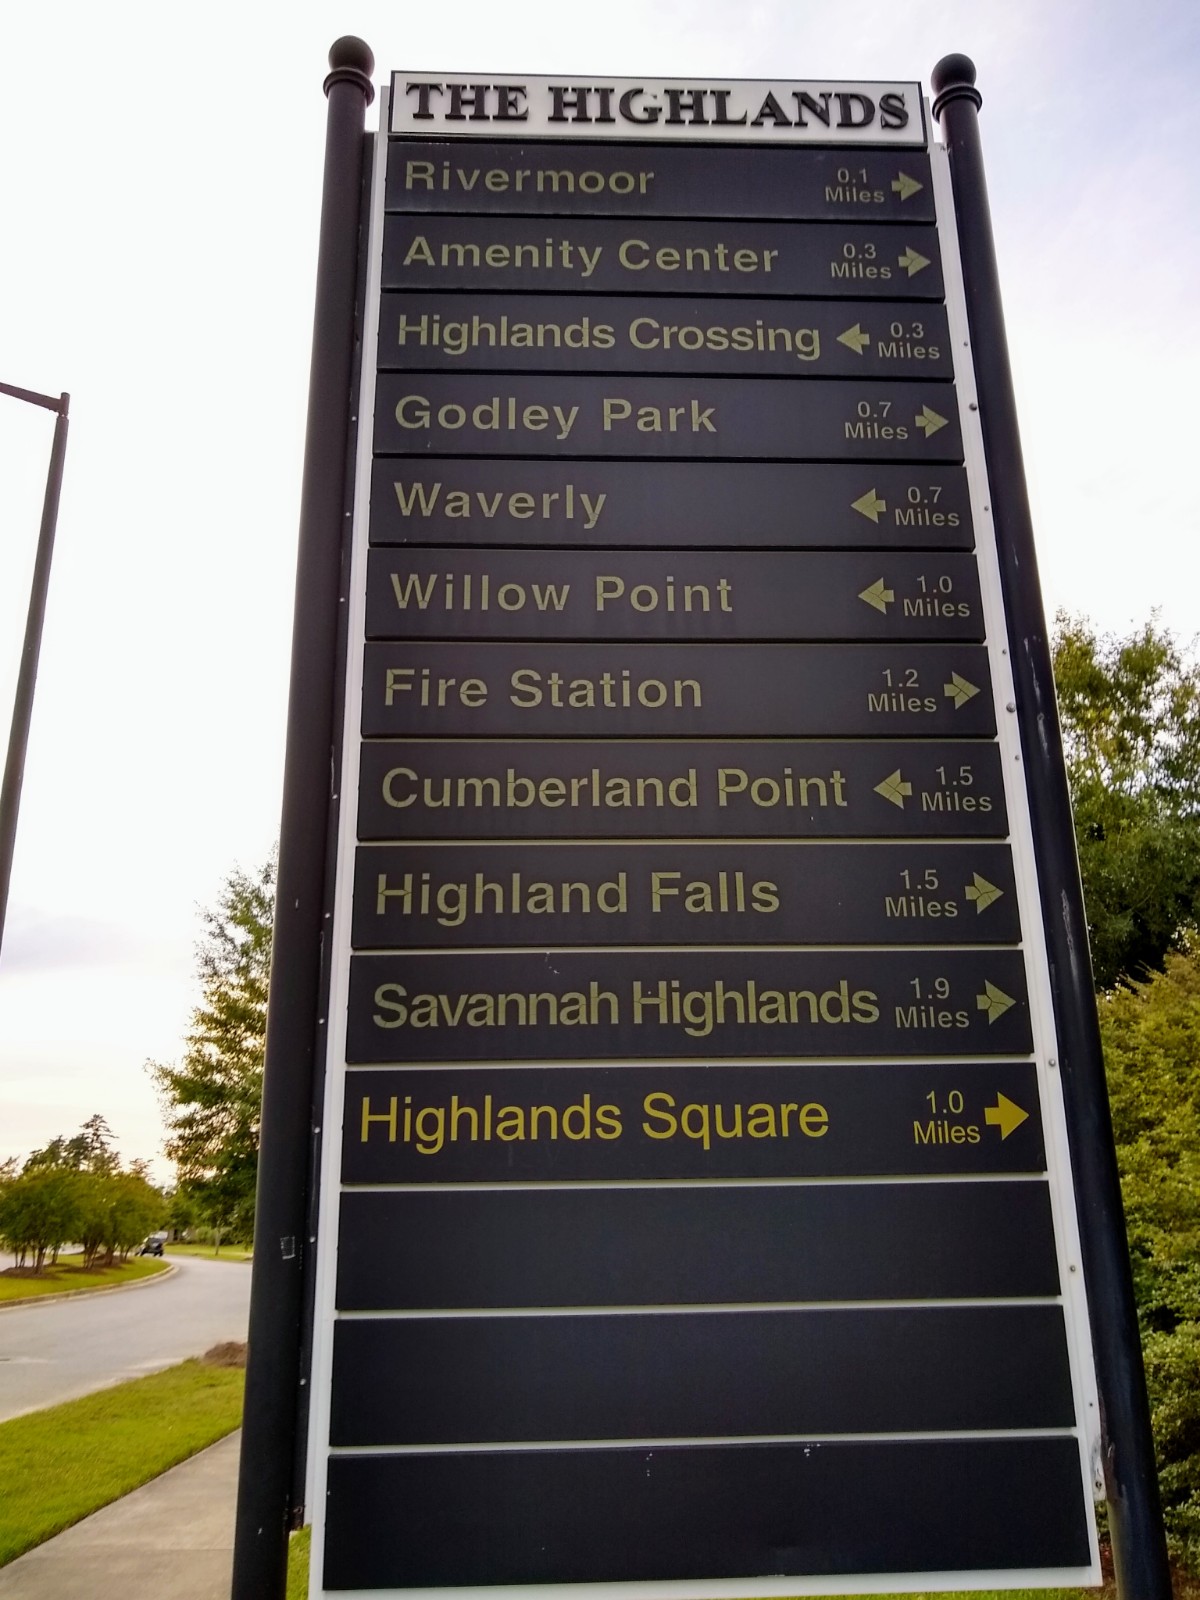 THE HIGHLANDS
Rivermoor 0.1 Miles
Amenity Center 0.3 Miles
Highlands Crossing 0.3 Miles
Godley Park 0.7 Miles
Waverly 0.7 Miles
Willow Point 1.0 Miles
Fire Station 1.2 Miles
Cumberland Point 1.5 Miles
Highland Falls 1.5 Miles
Savannah Highlands 1.9 Miles
Highlands Square 1.0 Miles